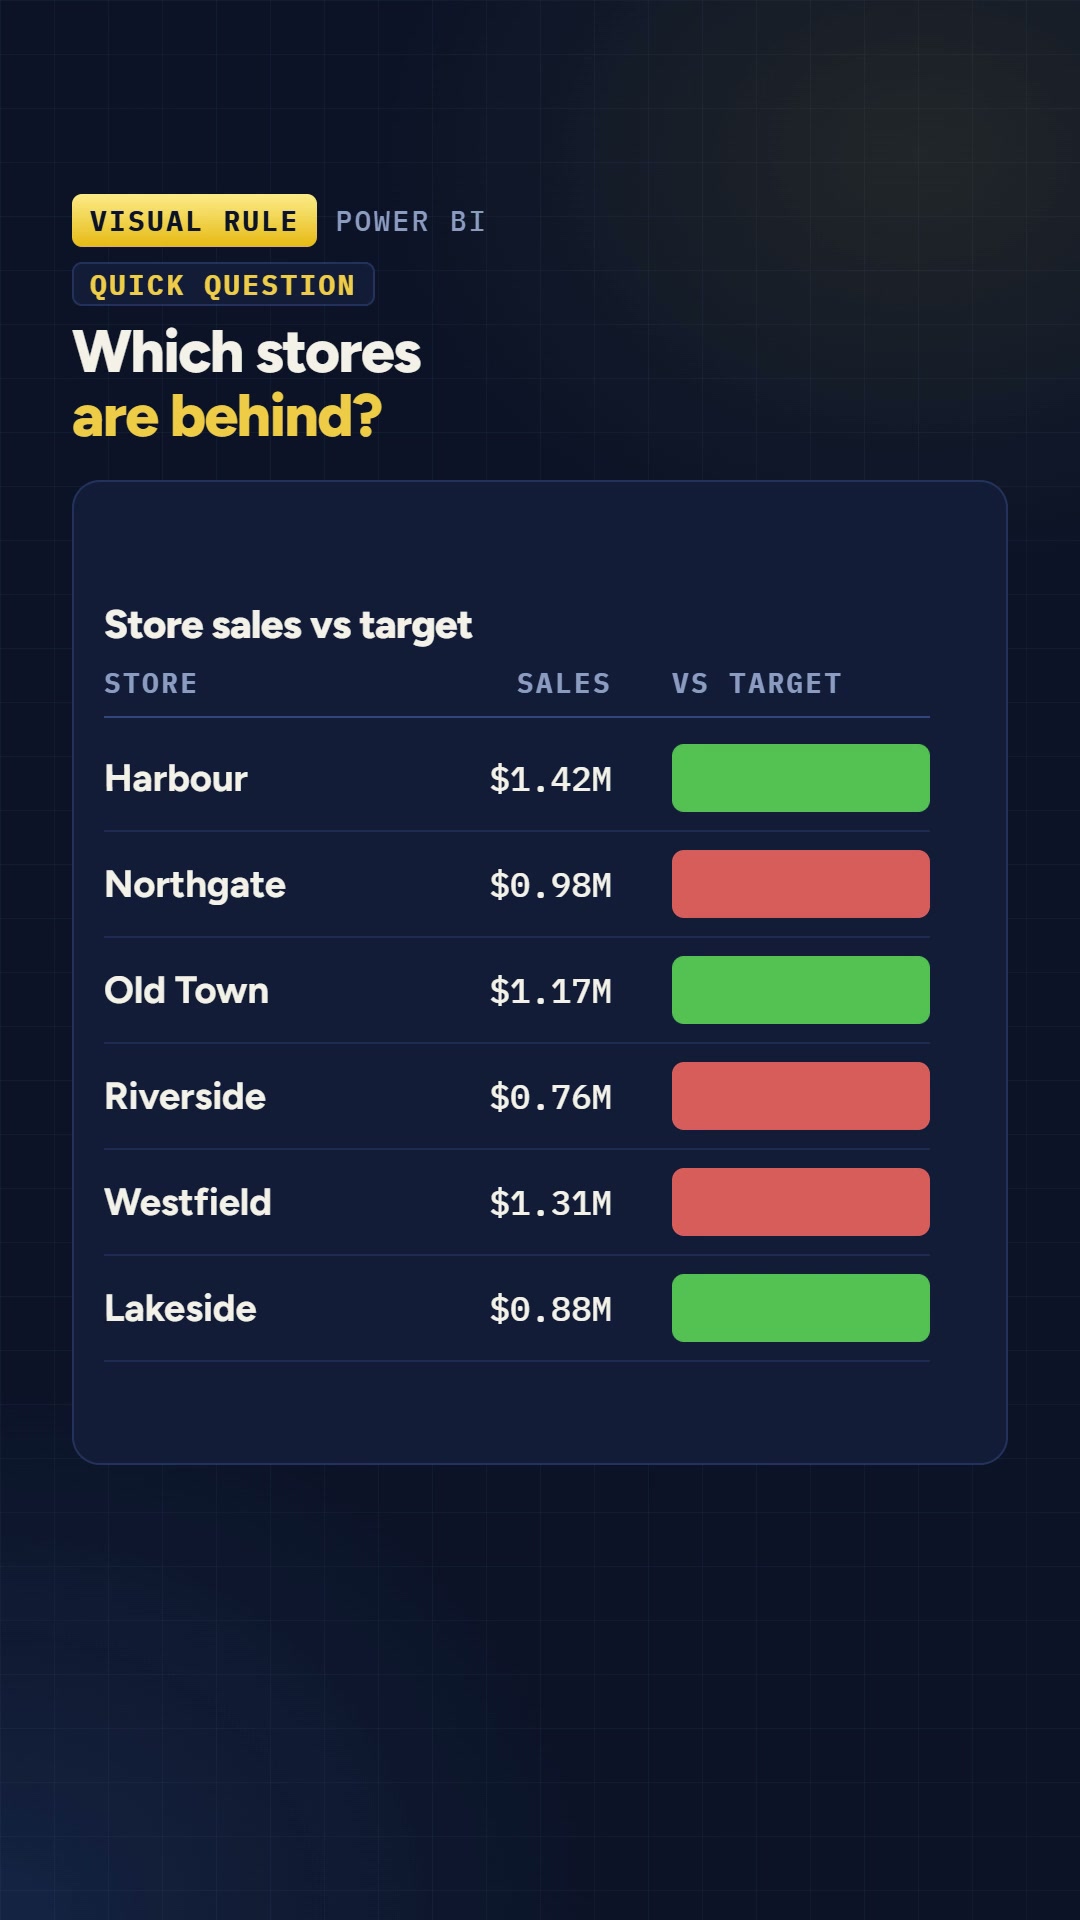 VISUAL RULE POWER BI
QUICK QUESTION
Which stores
are behind?
Store sales vs target
STORE SALES VS TARGET
Harbour $1.42M
Northgate $0.98M
Old Town $1.17M
Riverside $0.76M
Westfield $1.31M
Lakeside $0.88M